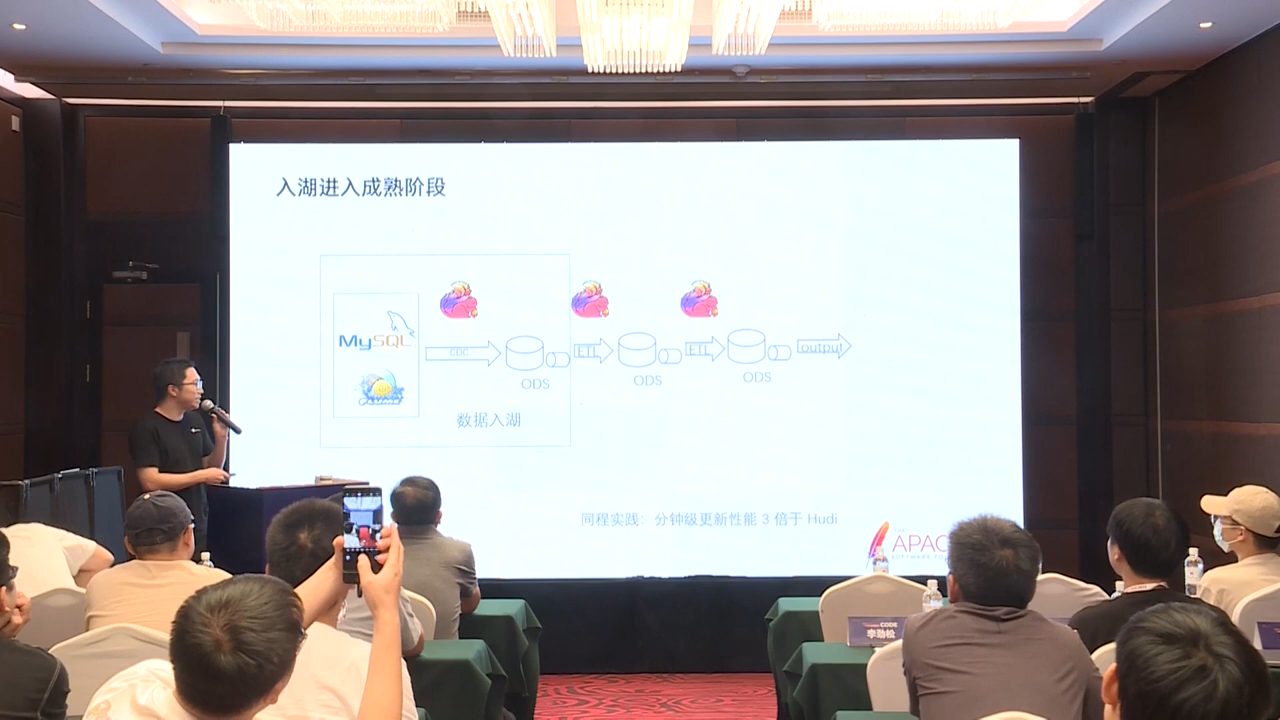 入湖进入成熟阶段
MySQL
CDC
ETL
ETL
output
ODS
ODS
ODS
数据入湖
同程实践：分钟级更新性能 3 倍于 Hudi
THE
APAC
CODE
李劲松